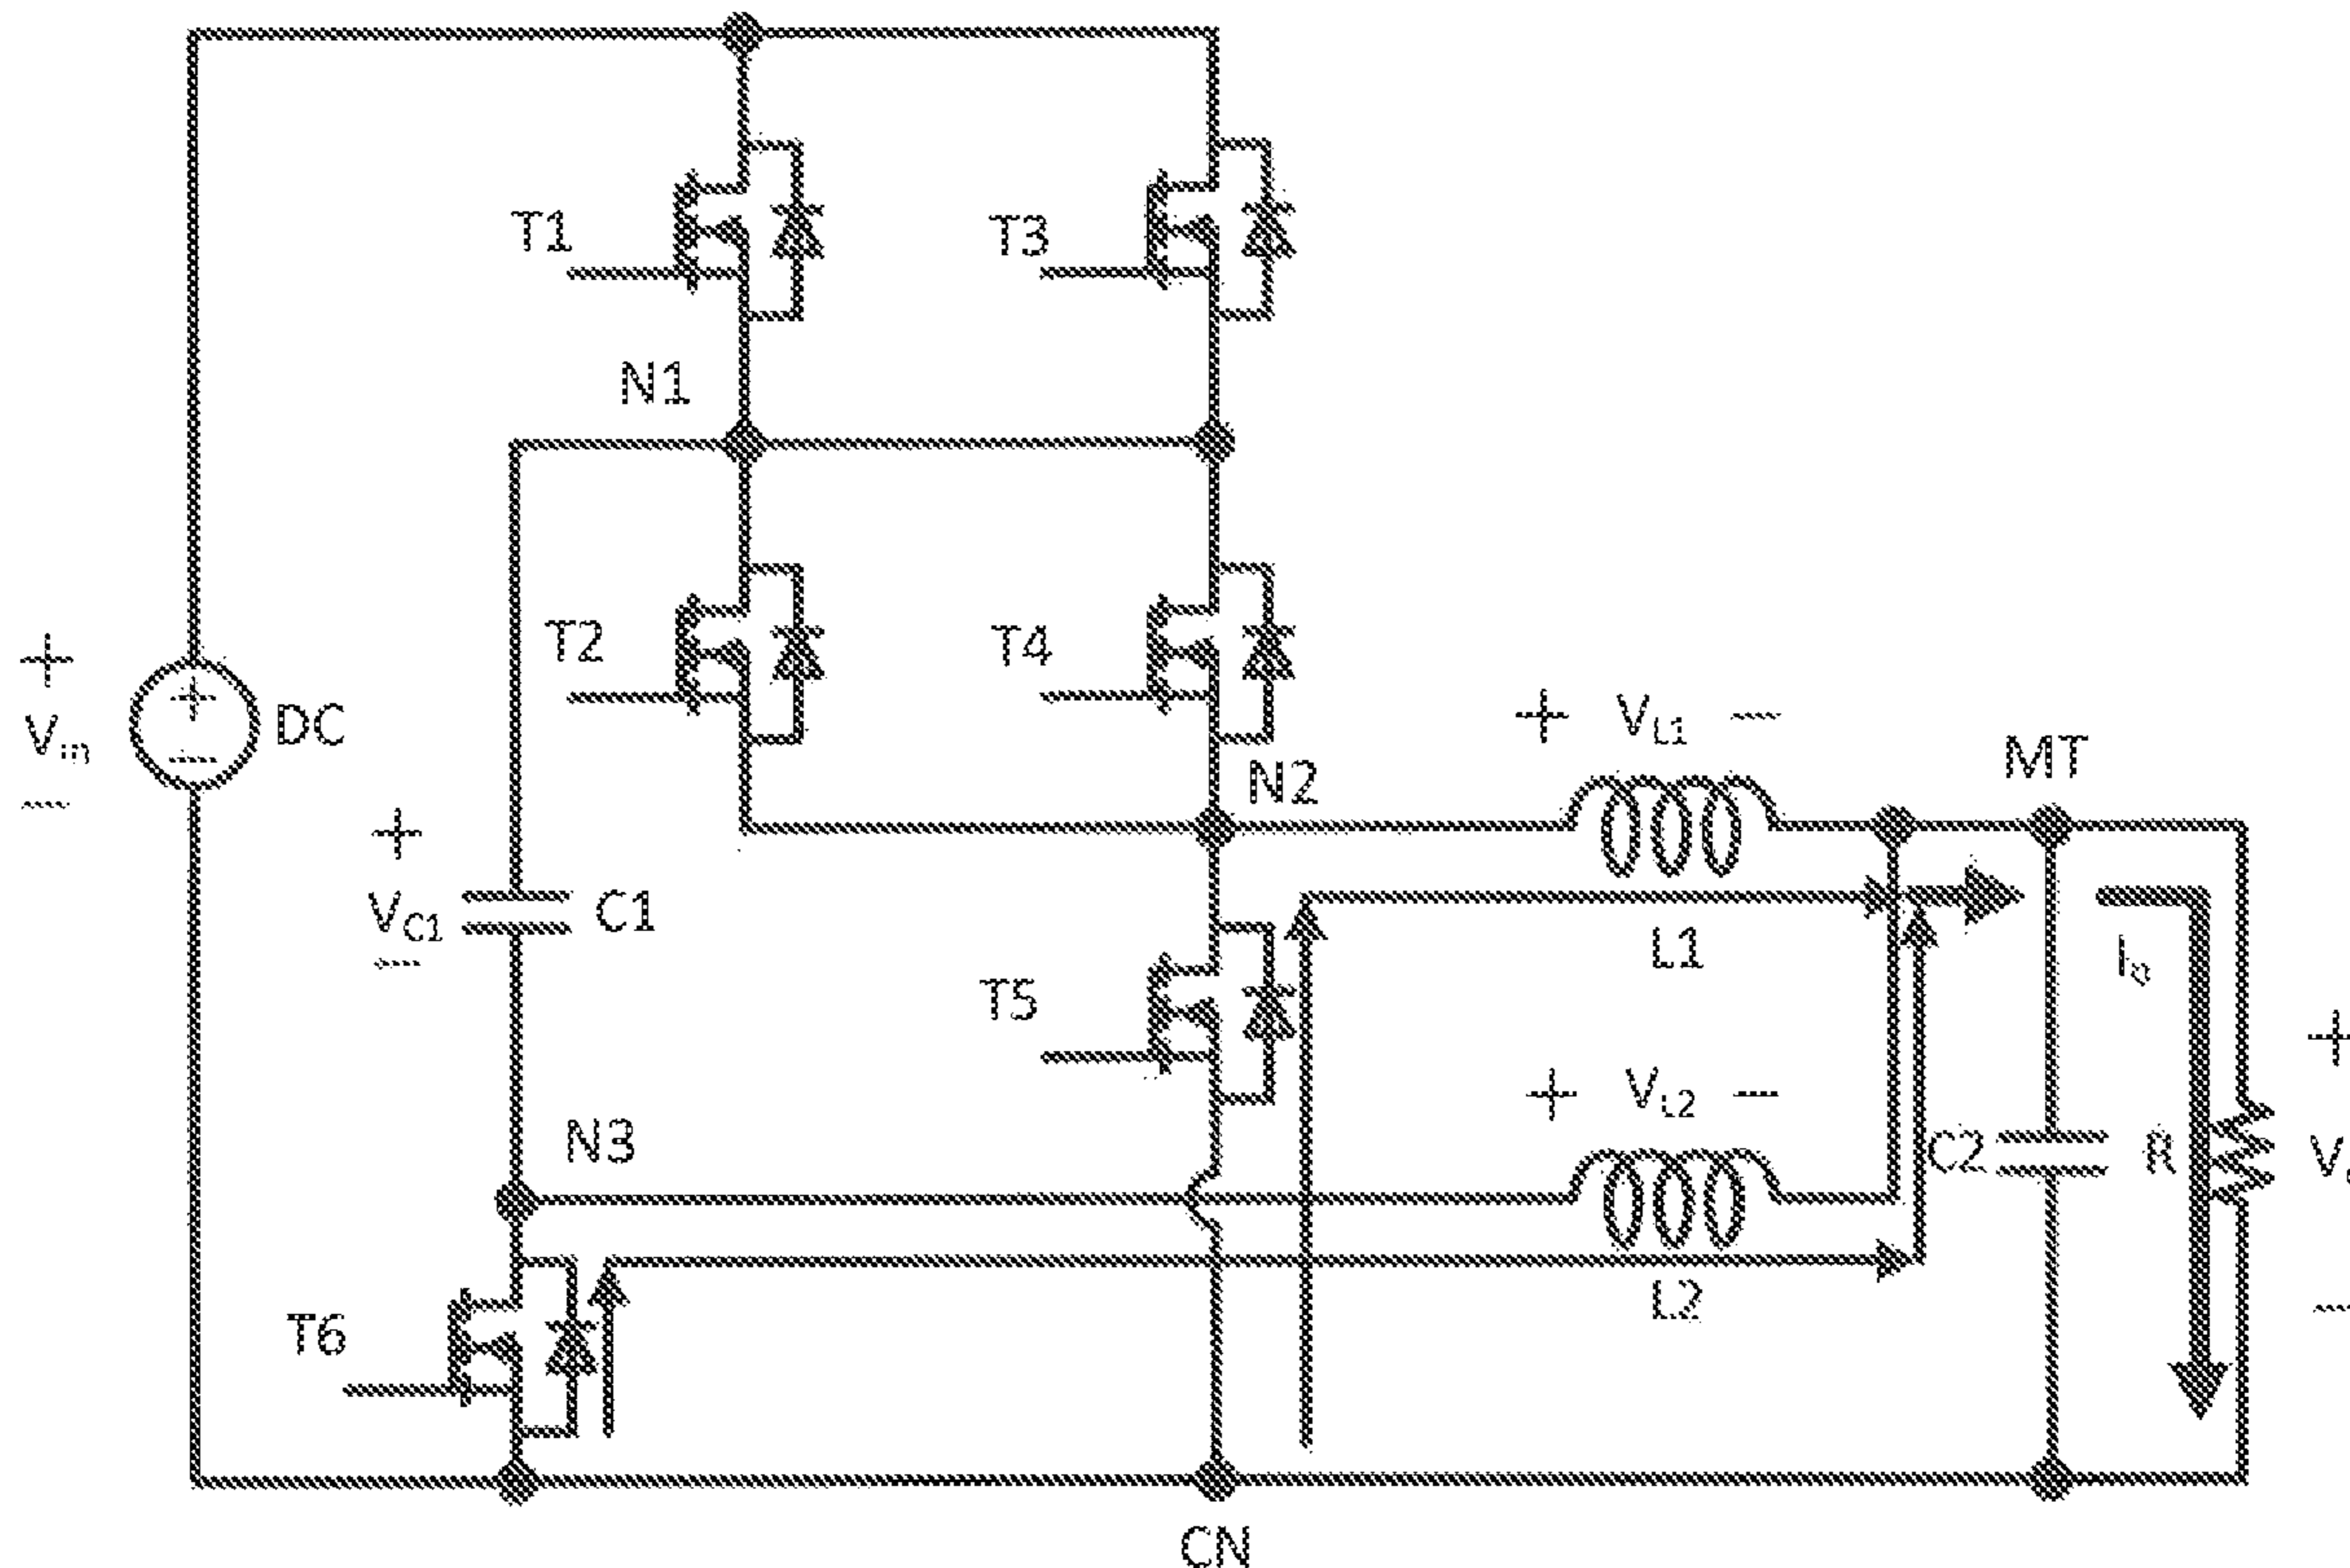 T1
T3
N1
+
V_in
−
+
−
DC
T2
T4
+ V_L1 −
MT
N2
+
V_C1
−
C1
L1
I_o
T5
+
V
−
+ V_L2 −
N3
C2
R
L2
T6
CN